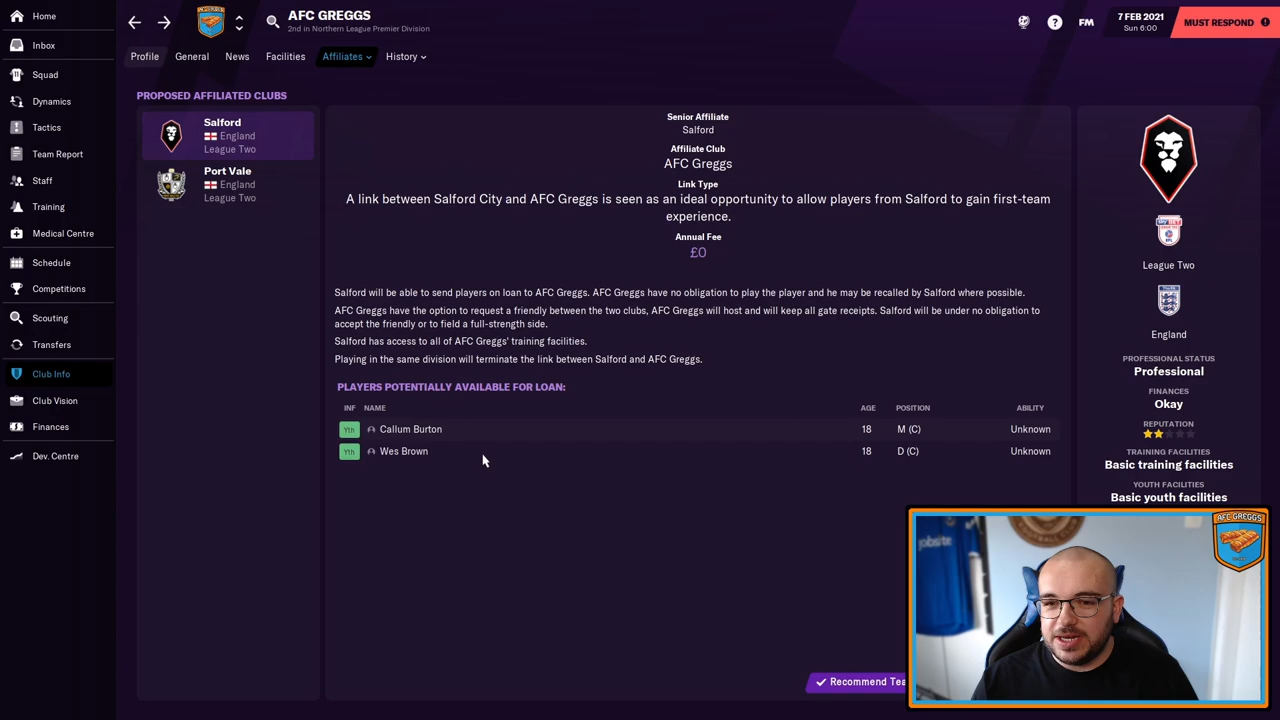 Home
Inbox
Squad
Dynamics
Tactics
Team Report
Staff
Training
Medical Centre
Schedule
Competitions
Scouting
Transfers
Club Info
Club Vision
Finances
Dev. Centre
AFC GREGGS
2nd in Northern League Premier Division
FM
7 FEB 2021
Sun 6:00
MUST RESPOND
Profile
General
News
Facilities
Affiliates
History
PROPOSED AFFILIATED CLUBS
Salford
England
League Two
Port Vale
England
League Two
Senior Affiliate
Salford
Affiliate Club
AFC Greggs
Link Type
A link between Salford City and AFC Greggs is seen as an ideal opportunity to allow players from Salford to gain first-team
experience.
Annual Fee
£0
Salford will be able to send players on loan to AFC Greggs. AFC Greggs have no obligation to play the player and he may be recalled by Salford where possible.
AFC Greggs have the option to request a friendly between the two clubs, AFC Greggs will host and will keep all gate receipts. Salford will be under no obligation to
accept the friendly or to field a full-strength side.
Salford has access to all of AFC Greggs' training facilities.
Playing in the same division will terminate the link between Salford and AFC Greggs.
PLAYERS POTENTIALLY AVAILABLE FOR LOAN:
INF NAME AGE POSITION ABILITY
Yth Callum Burton 18 M (C) Unknown
Yth Wes Brown 18 D (C) Unknown
Recommend Tea
League Two
England
PROFESSIONAL STATUS
Professional
FINANCES
Okay
REPUTATION
TRAINING FACILITIES
Basic training facilities
YOUTH FACILITIES
Basic youth facilities
AFC GREGGS
jobsite